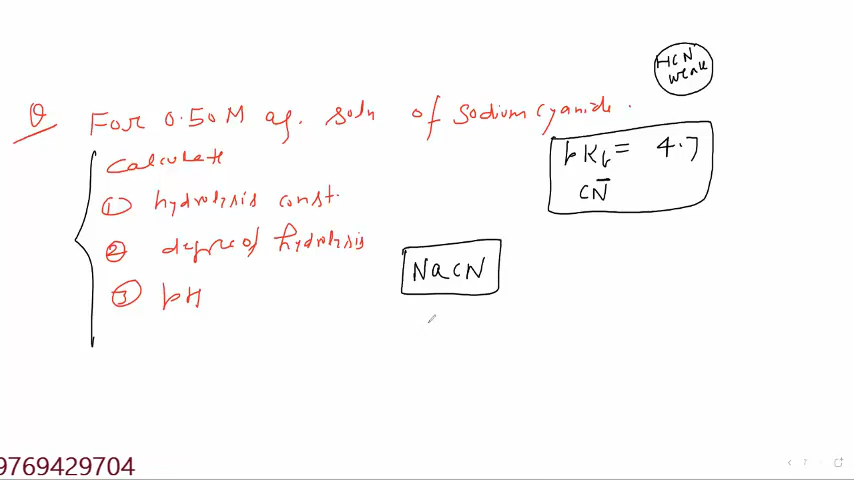 HCN
weak
Q For 0.50M aq. soln of Sodium cyanide.
pKb = 4.7
CN⁻
Calculate
① hydrolysis const.
② degree of hydrolysis
③ pH
NaCN
9769429704